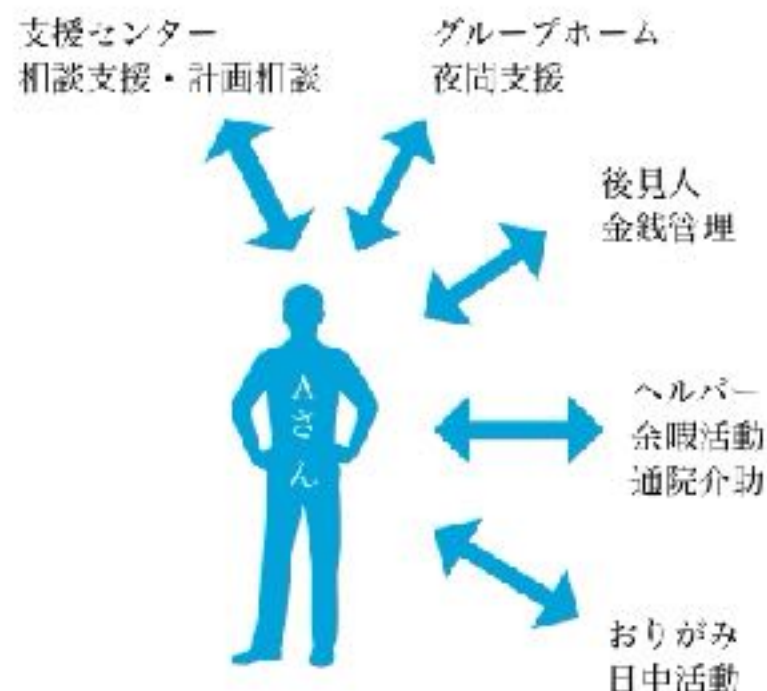 支援センター
相談支援・計画相談
グループホーム
夜間支援
後見人
金銭管理
Aさん
ヘルパー
余暇活動
通院介助
おりがみ
日中活動